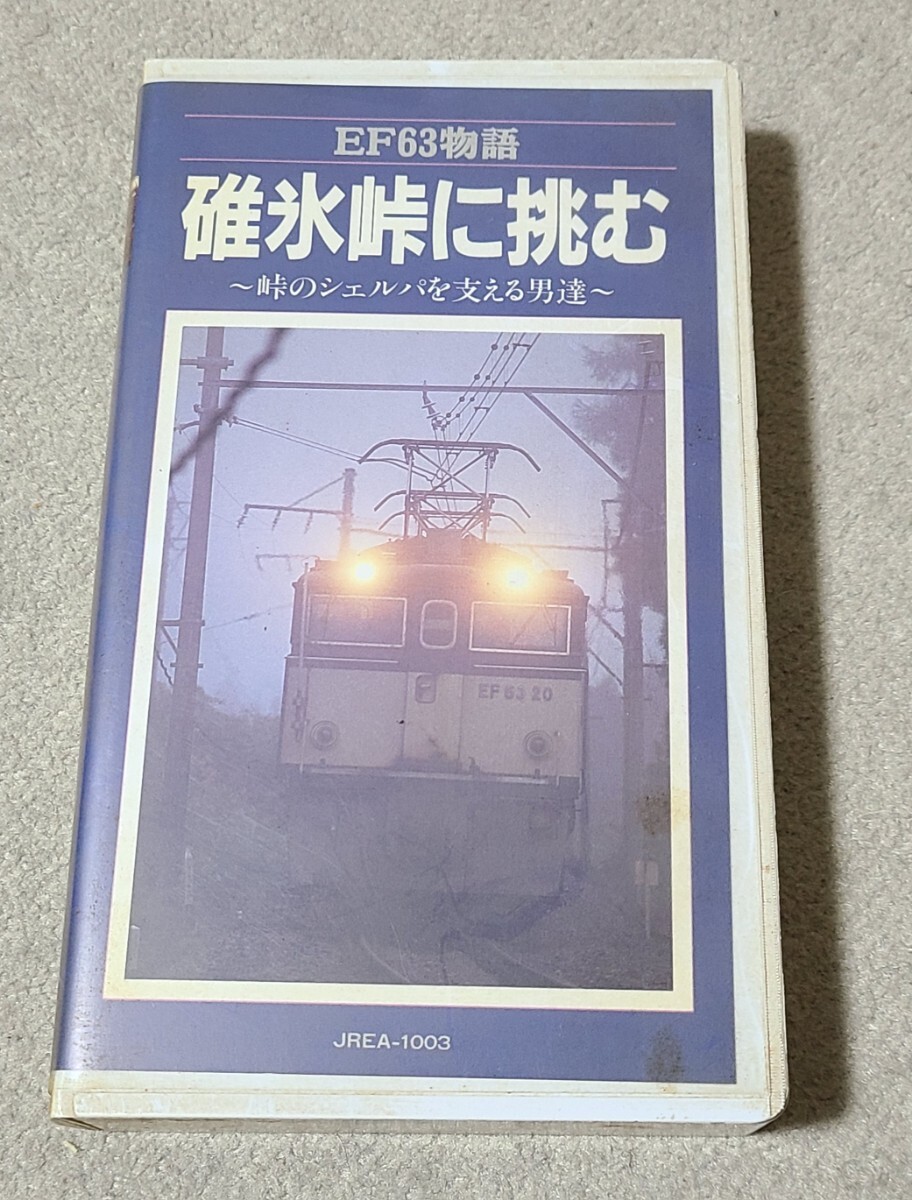 EF63物語
碓氷峠に挑む
～峠のシェルパを支える男達～
EF63 20
JREA-1003